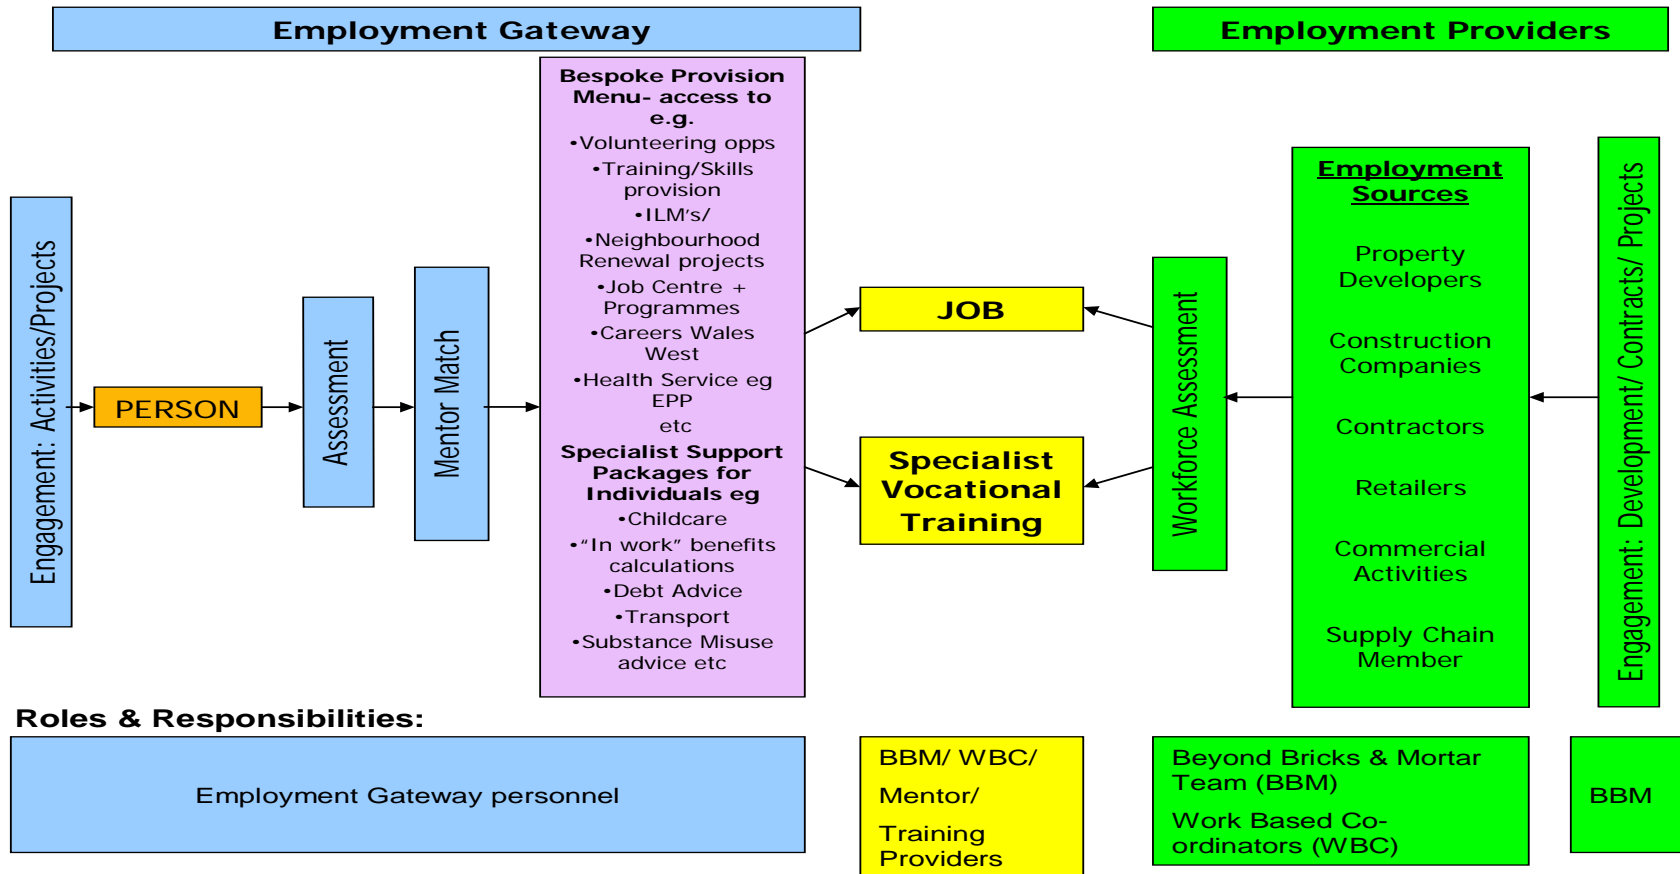 Employment Gateway
Employment Providers
Engagement: Activities/Projects
PERSON
Assessment
Mentor Match
Bespoke Provision
Menu- access to
e.g.
•Volunteering opps
•Training/Skills
provision
•ILM's/
•Neighbourhood
Renewal projects
•Job Centre +
Programmes
•Careers Wales
West
•Health Service eg
EPP
etc
Specialist Support
Packages for
Individuals eg
•Childcare
•“In work” benefits
calculations
•Debt Advice
•Transport
•Substance Misuse
advice etc
JOB
Specialist
Vocational
Training
Workforce Assessment
Employment
Sources
Property
Developers
Construction
Companies
Contractors
Retailers
Commercial
Activities
Supply Chain
Member
Engagement: Development/ Contracts/ Projects
Roles & Responsibilities:
Employment Gateway personnel
BBM/ WBC/
Mentor/
Training
Providers
Beyond Bricks & Mortar
Team (BBM)
Work Based Co-
ordinators (WBC)
BBM